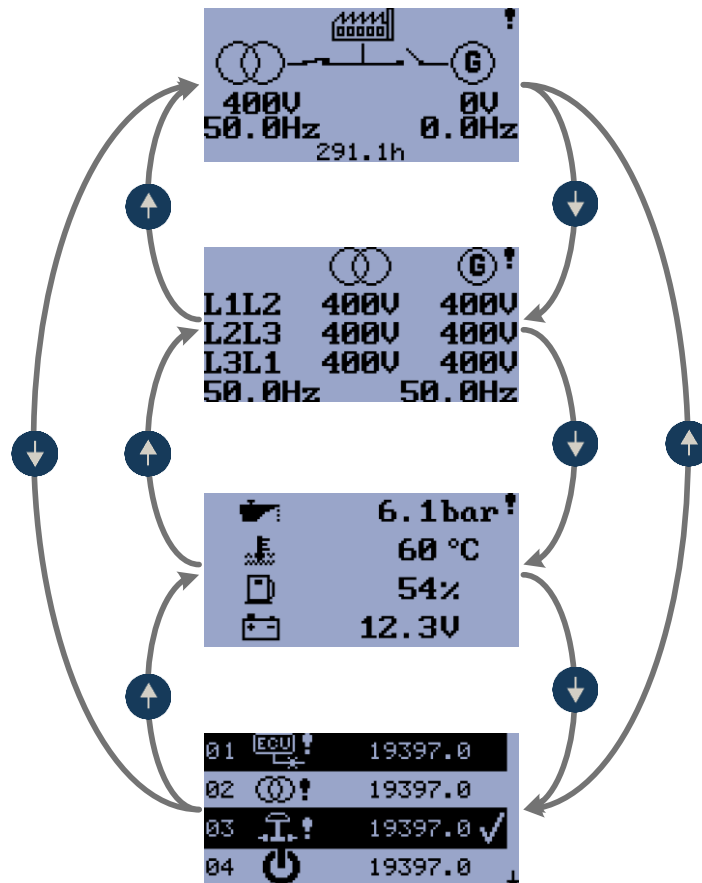 !
G
400V 0V
50.0Hz 0.0Hz
291.1h
G !
L1L2 400V 400V
L2L3 400V 400V
L3L1 400V 400V
50.0Hz 50.0Hz
6.1bar !
60 °C
54%
12.3V
01 ECU ! 19397.0
02 ! 19397.0
03 ! 19397.0
04 19397.0